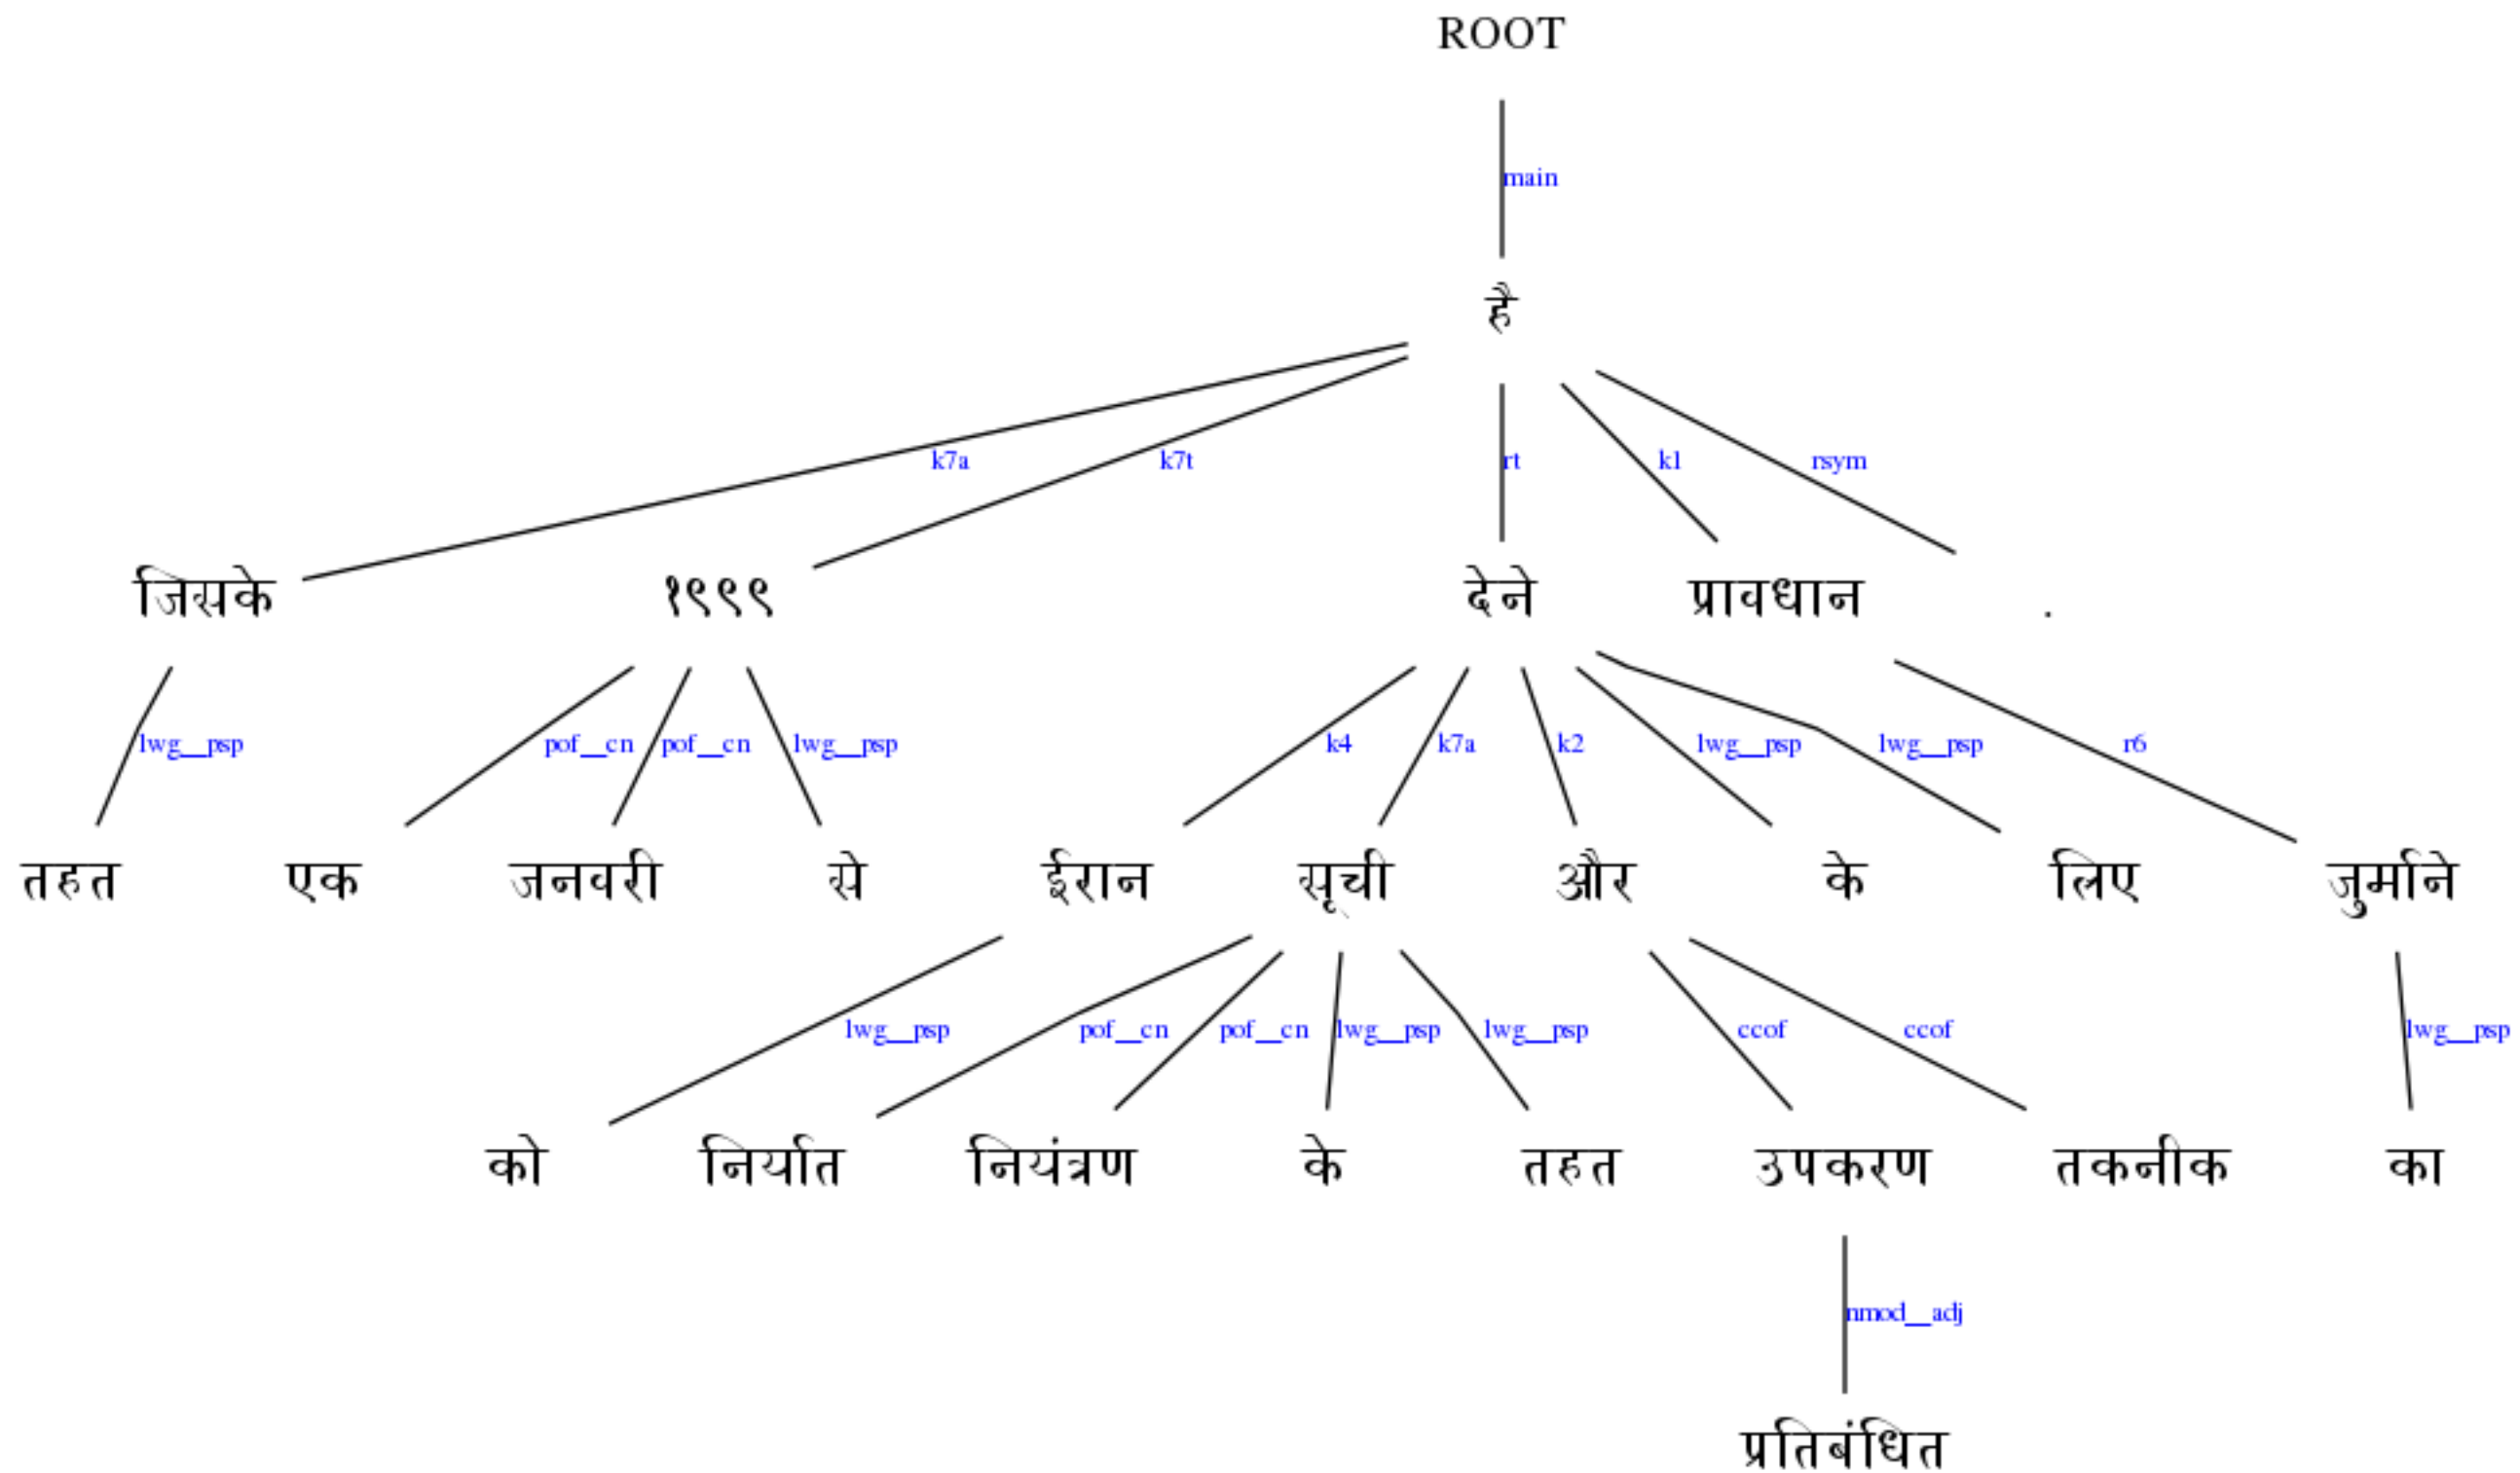 ROOT
main
है
k7a k7t rt k1 rsym
जिसके १९९९ देने प्रावधान .
lwg__psp pof__cn pof__cn lwg__psp k4 k7a k2 lwg__psp lwg__psp r6
तहत एक जनवरी से ईरान सूची और के लिए जुर्माने
lwg__psp pof__cn pof__cn lwg__psp lwg__psp ccof ccof lwg__psp
को निर्यात नियंत्रण के तहत उपकरण तकनीक का
nmod__adj
प्रतिबंधित